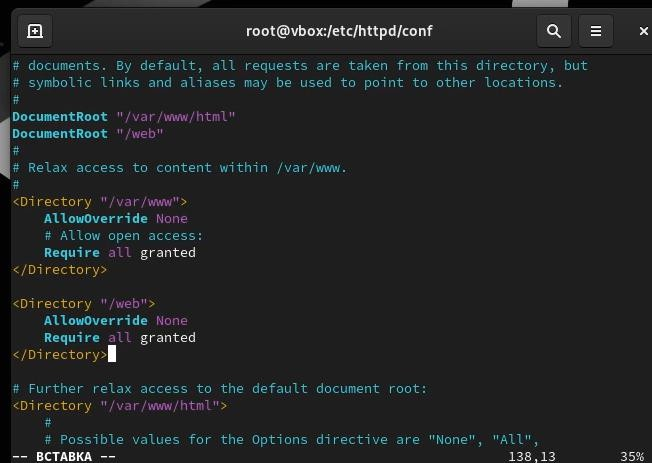 root@vbox:/etc/httpd/conf
# documents. By default, all requests are taken from this directory, but
# symbolic links and aliases may be used to point to other locations.
#
DocumentRoot "/var/www/html"
DocumentRoot "/web"
#
# Relax access to content within /var/www.
#
<Directory "/var/www">
    AllowOverride None
    # Allow open access:
    Require all granted
</Directory>

<Directory "/web">
    AllowOverride None
    Require all granted
</Directory>

# Further relax access to the default document root:
<Directory "/var/www/html">
    #
    # Possible values for the Options directive are "None", "All",
-- ВСТАВКА -- 138,13 35%